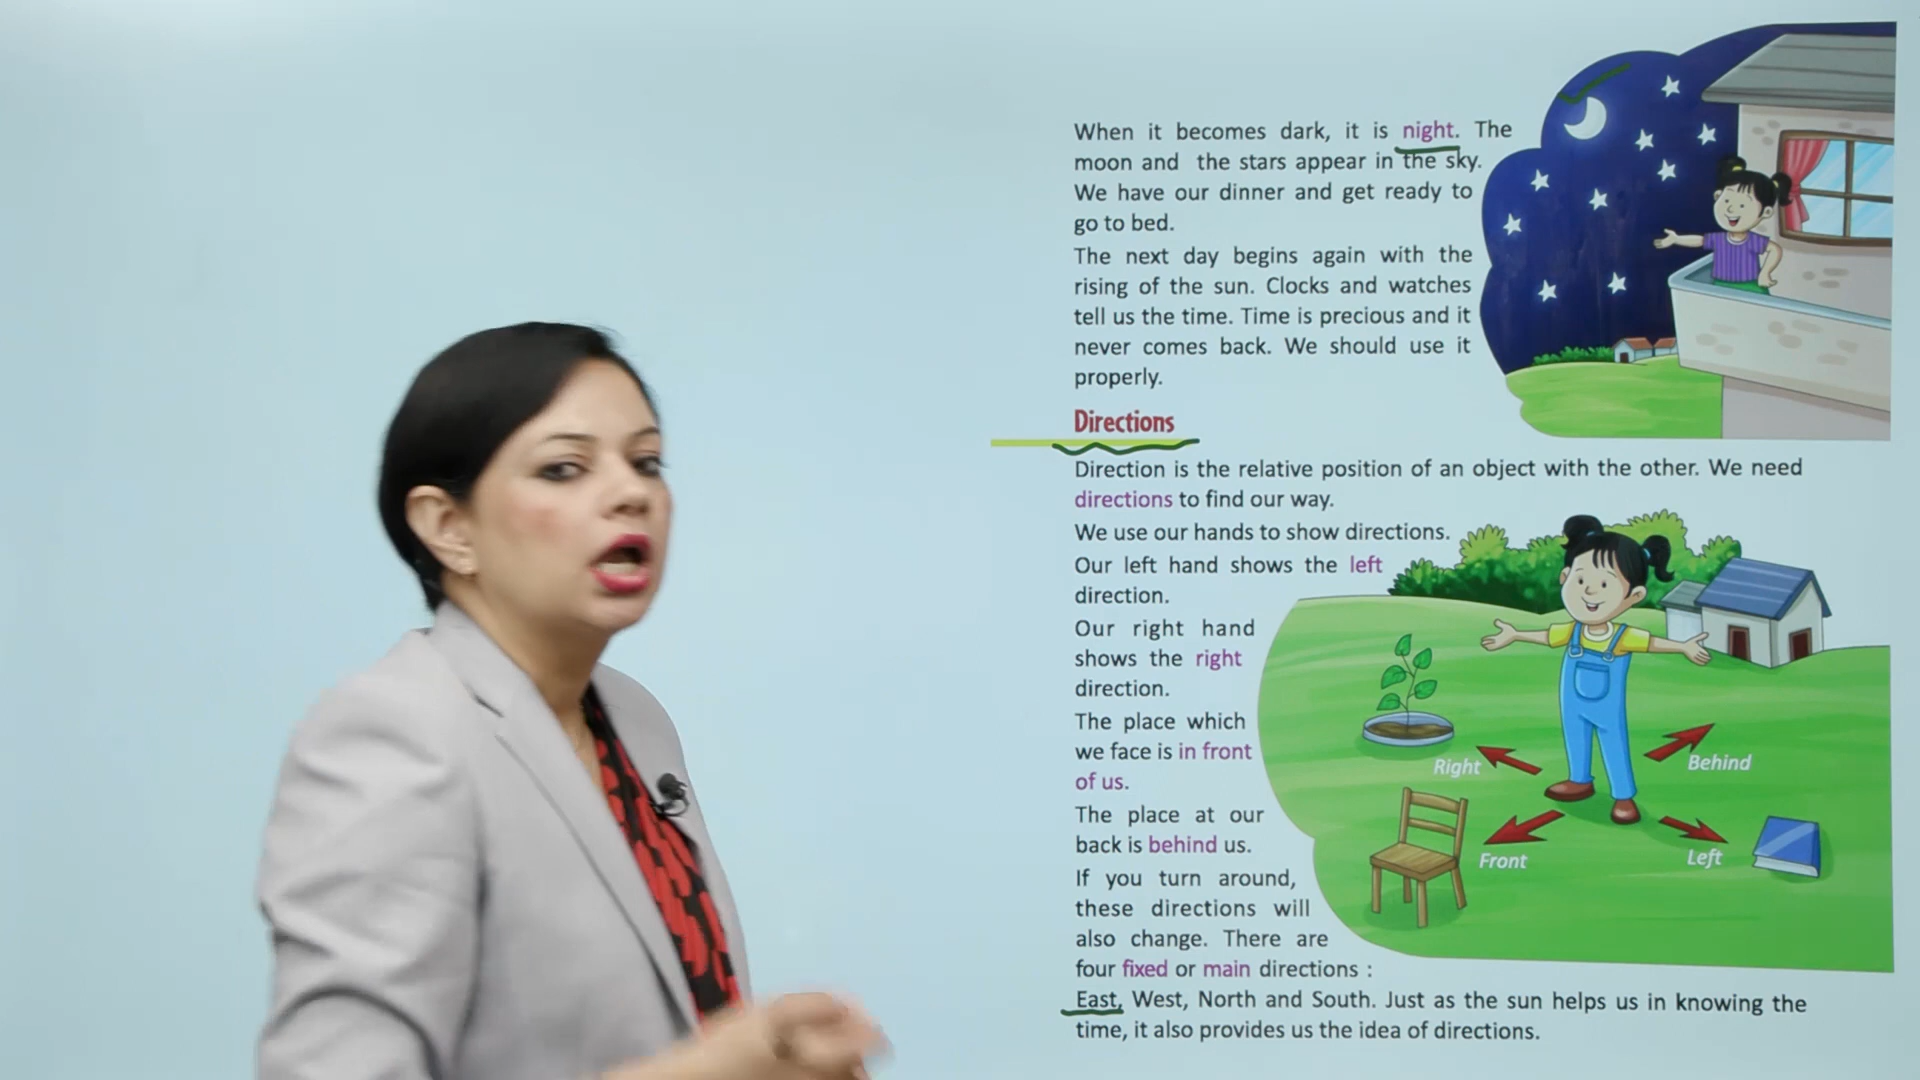 When it becomes dark, it is night. The
moon and the stars appear in the sky.
We have our dinner and get ready to
go to bed.
The next day begins again with the
rising of the sun. Clocks and watches
tell us the time. Time is precious and it
never comes back. We should use it
properly.
Directions
Direction is the relative position of an object with the other. We need
directions to find our way.
We use our hands to show directions.
Our left hand shows the left
direction.
Our right hand
shows the right
direction.
The place which
we face is in front
of us.
The place at our
back is behind us.
If you turn around,
these directions will
also change. There are
four fixed or main directions :
East, West, North and South. Just as the sun helps us in knowing the
time, it also provides us the idea of directions.
Right
Behind
Front
Left